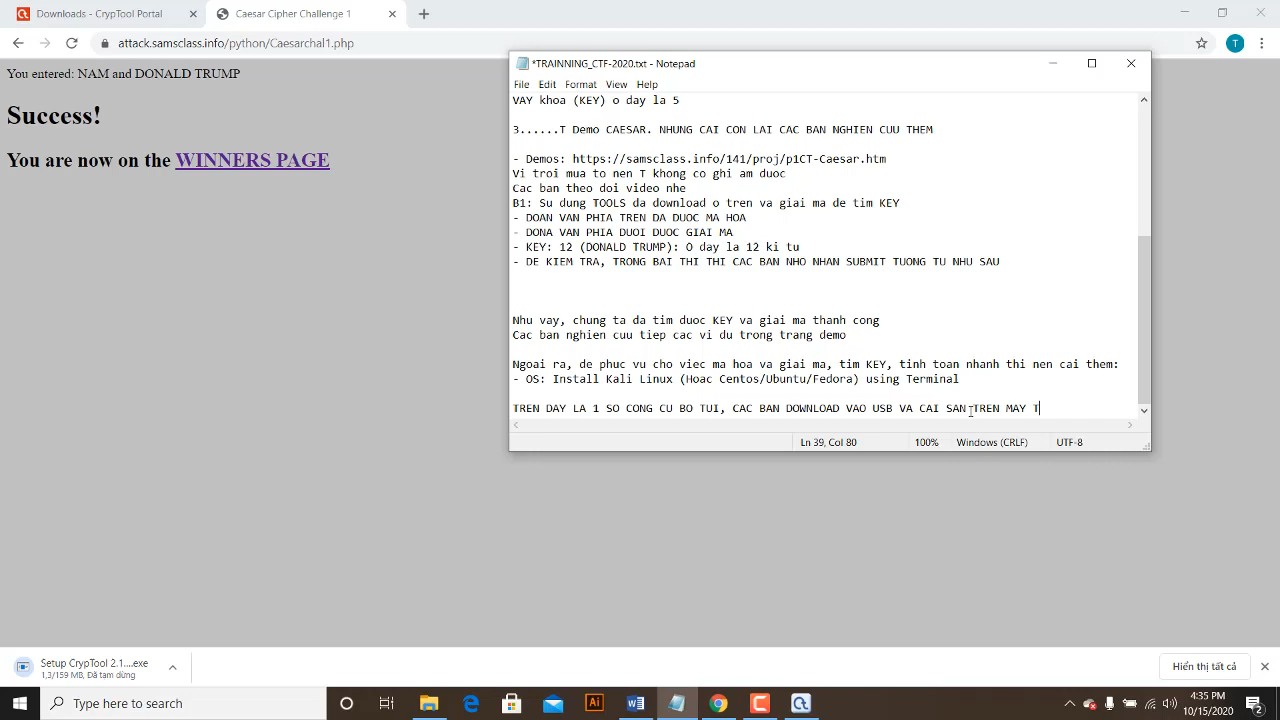 Downloads - CrypTool Portal
Caesar Cipher Challenge 1
attack.samsclass.info/python/Caesarchal1.php
T
You entered: NAM and DONALD TRUMP
Success!
You are now on the WINNERS PAGE
*TRAINNING_CTF-2020.txt - Notepad
File Edit Format View Help
VAY khoa (KEY) o day la 5
3......T Demo CAESAR. NHUNG CAI CON LAI CAC BAN NGHIEN CUU THEM
- Demos: https://samsclass.info/141/proj/p1CT-Caesar.htm
Vi troi mua to nen T khong co ghi am duoc
Cac ban theo doi video nhe
B1: Su dung TOOLS da download o tren va giai ma de tim KEY
- DOAN VAN PHIA TREN DA DUOC MA HOA
- DONA VAN PHIA DUOI DUOC GIAI MA
- KEY: 12 (DONALD TRUMP): O day la 12 ki tu
- DE KIEM TRA, TRONG BAI THI THI CAC BAN NHO NHAN SUBMIT TUONG TU NHU SAU
Nhu vay, chung ta da tim duoc KEY va giai ma thanh cong
Cac ban nghien cuu tiep cac vi du trong trang demo
Ngoai ra, de phuc vu cho viec ma hoa va giai ma, tim KEY, tinh toan nhanh thi nen cai them:
- OS: Install Kali Linux (Hoac Centos/Ubuntu/Fedora) using Terminal
TREN DAY LA 1 SO CONG CU BO TUI, CAC BAN DOWNLOAD VAO USB VA CAI SAN TREN MAY T
Ln 39, Col 80 100% Windows (CRLF) UTF-8
Setup CrypTool 2.1....exe
1,3/159 MB, Đã tạm dừng
Hiển thị tất cả
Type here to search
Ai
W
4:35 PM
10/15/2020
2